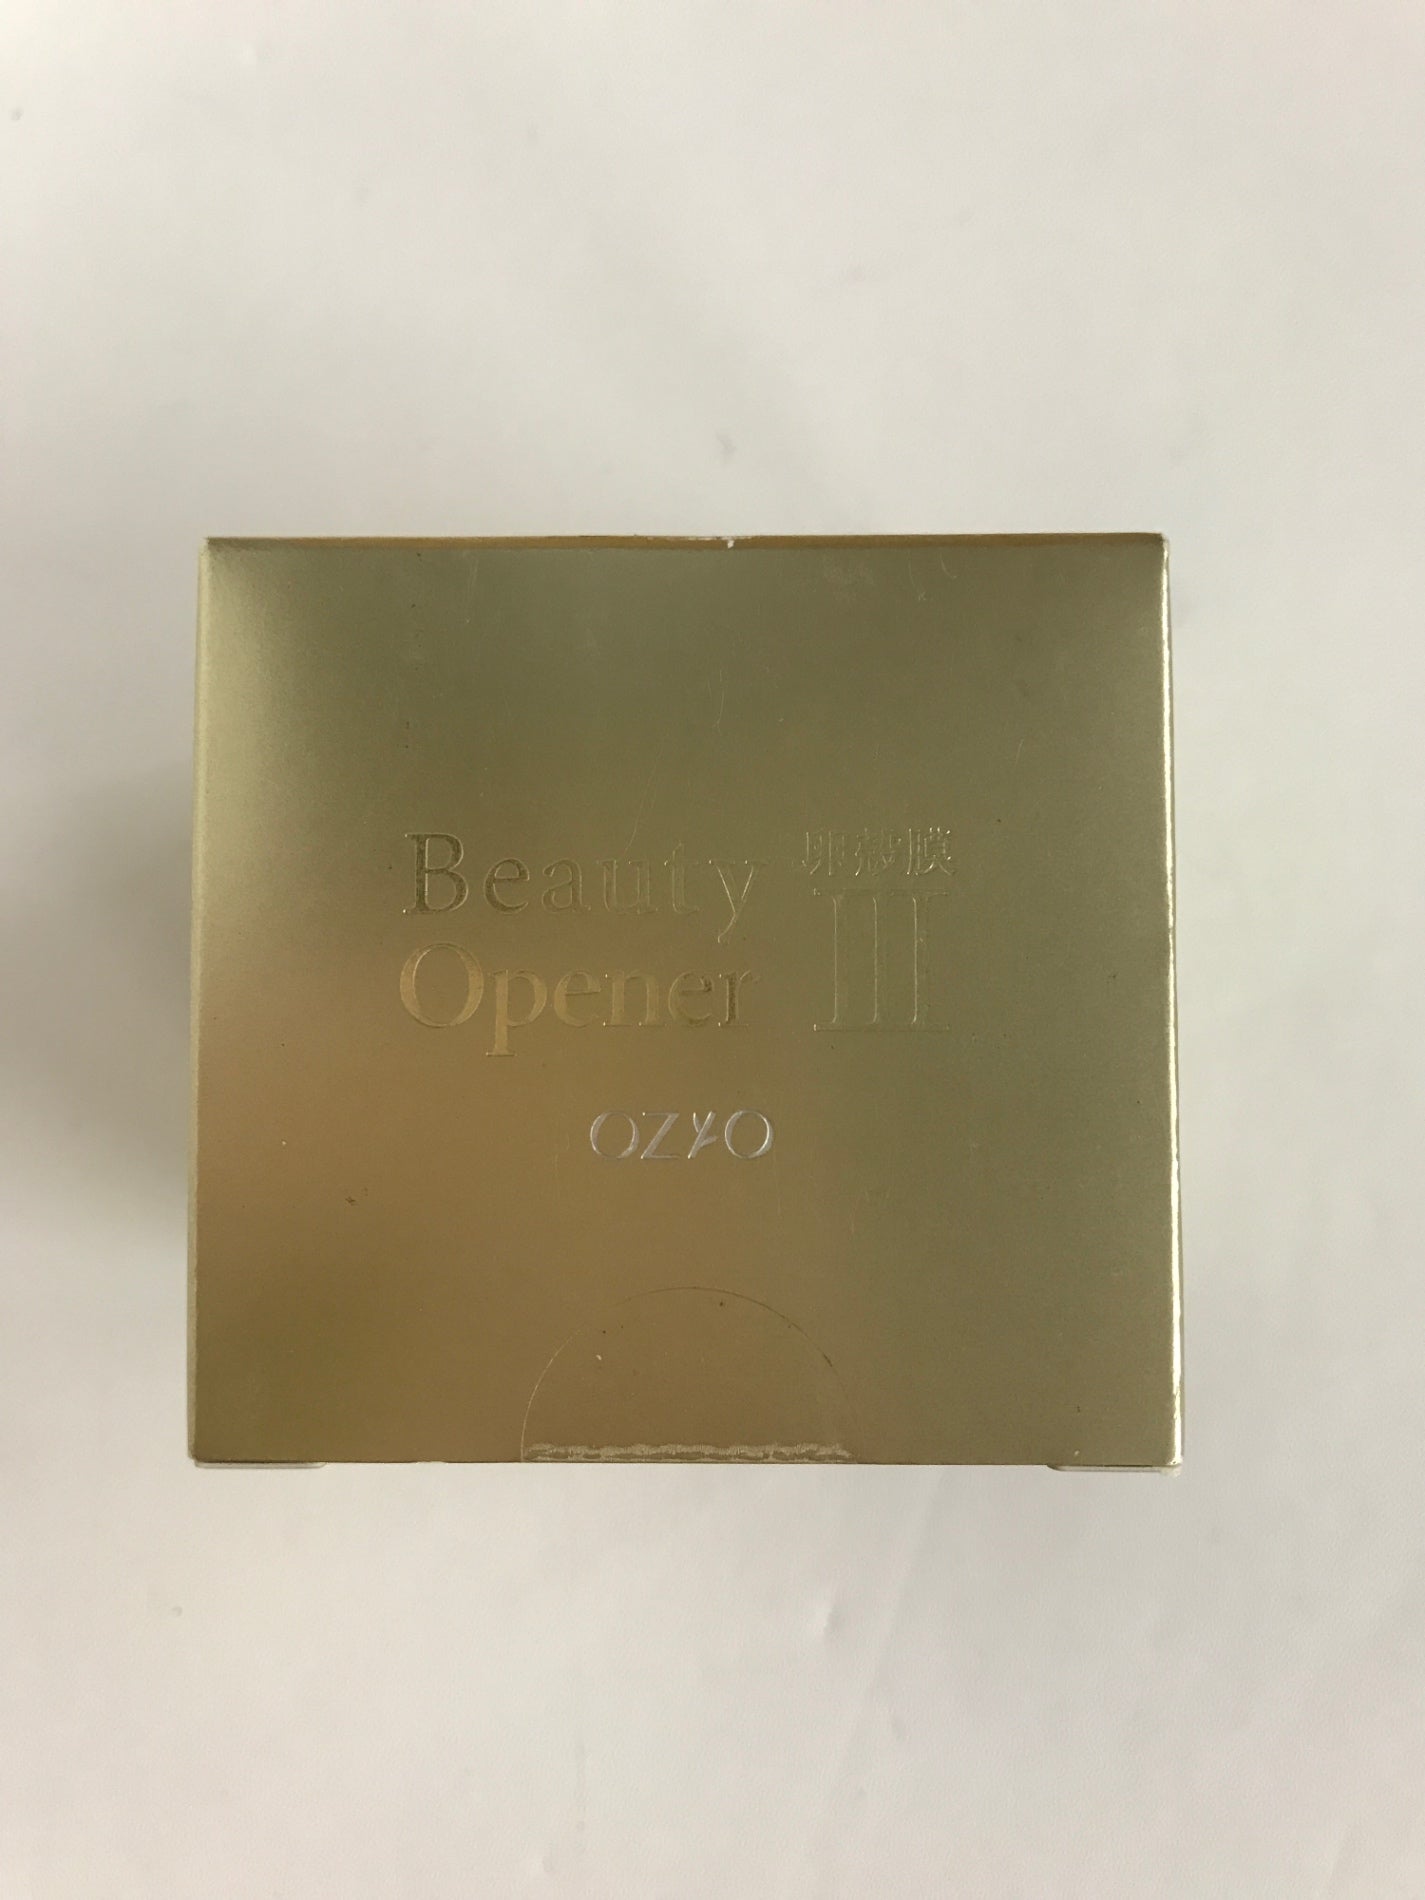 Beauty 卵殻膜
Opener III
OZIO